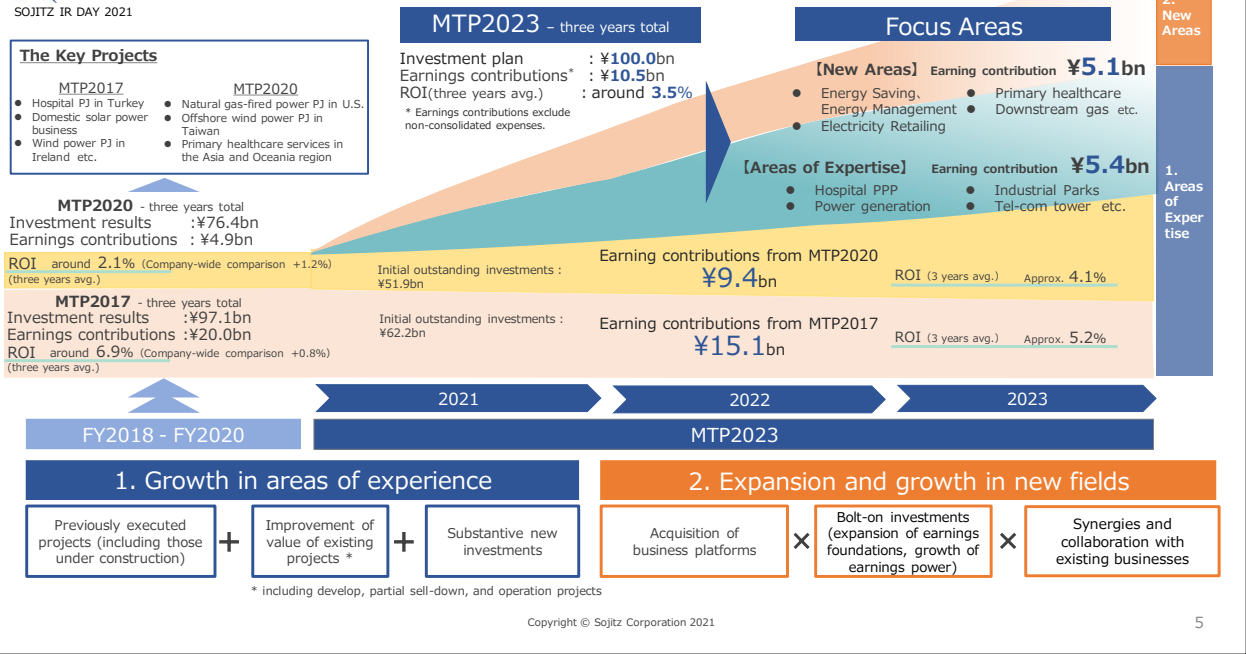 SOJITZ IR DAY 2021
The Key Projects
MTP2017
● Hospital PJ in Turkey
● Domestic solar power
business
● Wind power PJ in
Ireland etc.
MTP2020
● Natural gas-fired power PJ in U.S.
● Offshore wind power PJ in
Taiwan
● Primary healthcare services in
the Asia and Oceania region
MTP2023 – three years total
Investment plan : ¥100.0bn
Earnings contributions* : ¥10.5bn
ROI(three years avg.) : around 3.5%
* Earnings contributions exclude
non-consolidated expenses.
Focus Areas
【New Areas】 Earning contribution ¥5.1bn
● Energy Saving、
Energy Management
● Electricity Retailing
● Primary healthcare
● Downstream gas etc.
【Areas of Expertise】 Earning contribution ¥5.4bn
● Hospital PPP
● Power generation
● Industrial Parks
● Tel-com tower etc.
2.
New
Areas
1.
Areas
of
Exper
tise
MTP2020 - three years total
Investment results :¥76.4bn
Earnings contributions : ¥4.9bn
ROI around 2.1% (Company-wide comparison +1.2%)
(three years avg.)
Initial outstanding investments :
¥51.9bn
Earning contributions from MTP2020
¥9.4bn
ROI (3 years avg.) Approx. 4.1%
MTP2017 - three years total
Investment results :¥97.1bn
Earnings contributions :¥20.0bn
ROI around 6.9% (Company-wide comparison +0.8%)
(three years avg.)
Initial outstanding investments :
¥62.2bn
Earning contributions from MTP2017
¥15.1bn
ROI (3 years avg.) Approx. 5.2%
2021
2022
2023
FY2018 - FY2020
MTP2023
1. Growth in areas of experience
Previously executed
projects (including those
under construction)
+
Improvement of
value of existing
projects *
+
Substantive new
investments
* including develop, partial sell-down, and operation projects
2. Expansion and growth in new fields
Acquisition of
business platforms
×
Bolt-on investments
(expansion of earnings
foundations, growth of
earnings power)
×
Synergies and
collaboration with
existing businesses
Copyright © Sojitz Corporation 2021
5